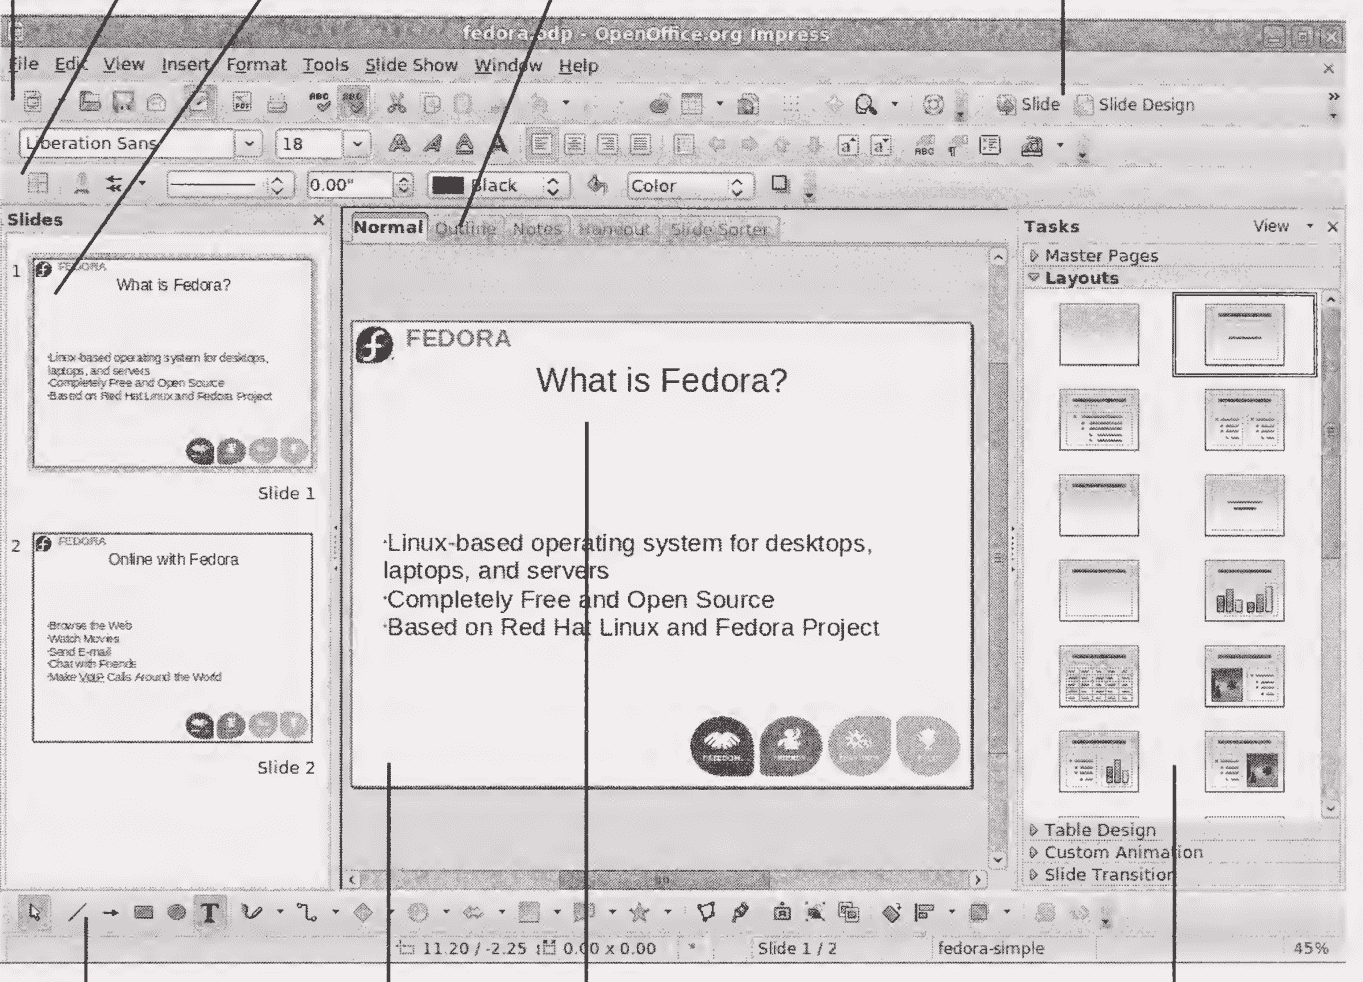 fedora.odp - OpenOffice.org Impress
File Edit View Insert Format Tools Slide Show Window Help
Slide Slide Design
Liberation Sans 18
0.00" Black Color
Slides
Normal Outline Notes Handout Slide Sorter
Tasks View
1
FEDORA
What is Fedora?
·Linux-based operating system for desktops,
laptops, and servers
·Completely Free and Open Source
·Based on Red Hat Linux and Fedora Project
Slide 1
2
FEDORA
Online with Fedora
·Browse the Web
·Watch Movies
·Send E-mail
·Chat with Friends
·Make VoIP Calls Around the World
Slide 2
FEDORA
What is Fedora?
·Linux-based operating system for desktops,
laptops, and servers
·Completely Free and Open Source
·Based on Red Hat Linux and Fedora Project
FREEDOM
Master Pages
Layouts
Table Design
Custom Animation
Slide Transition
11.20 / -2.25 0.00 x 0.00 * Slide 1 / 2 fedora-simple 45%